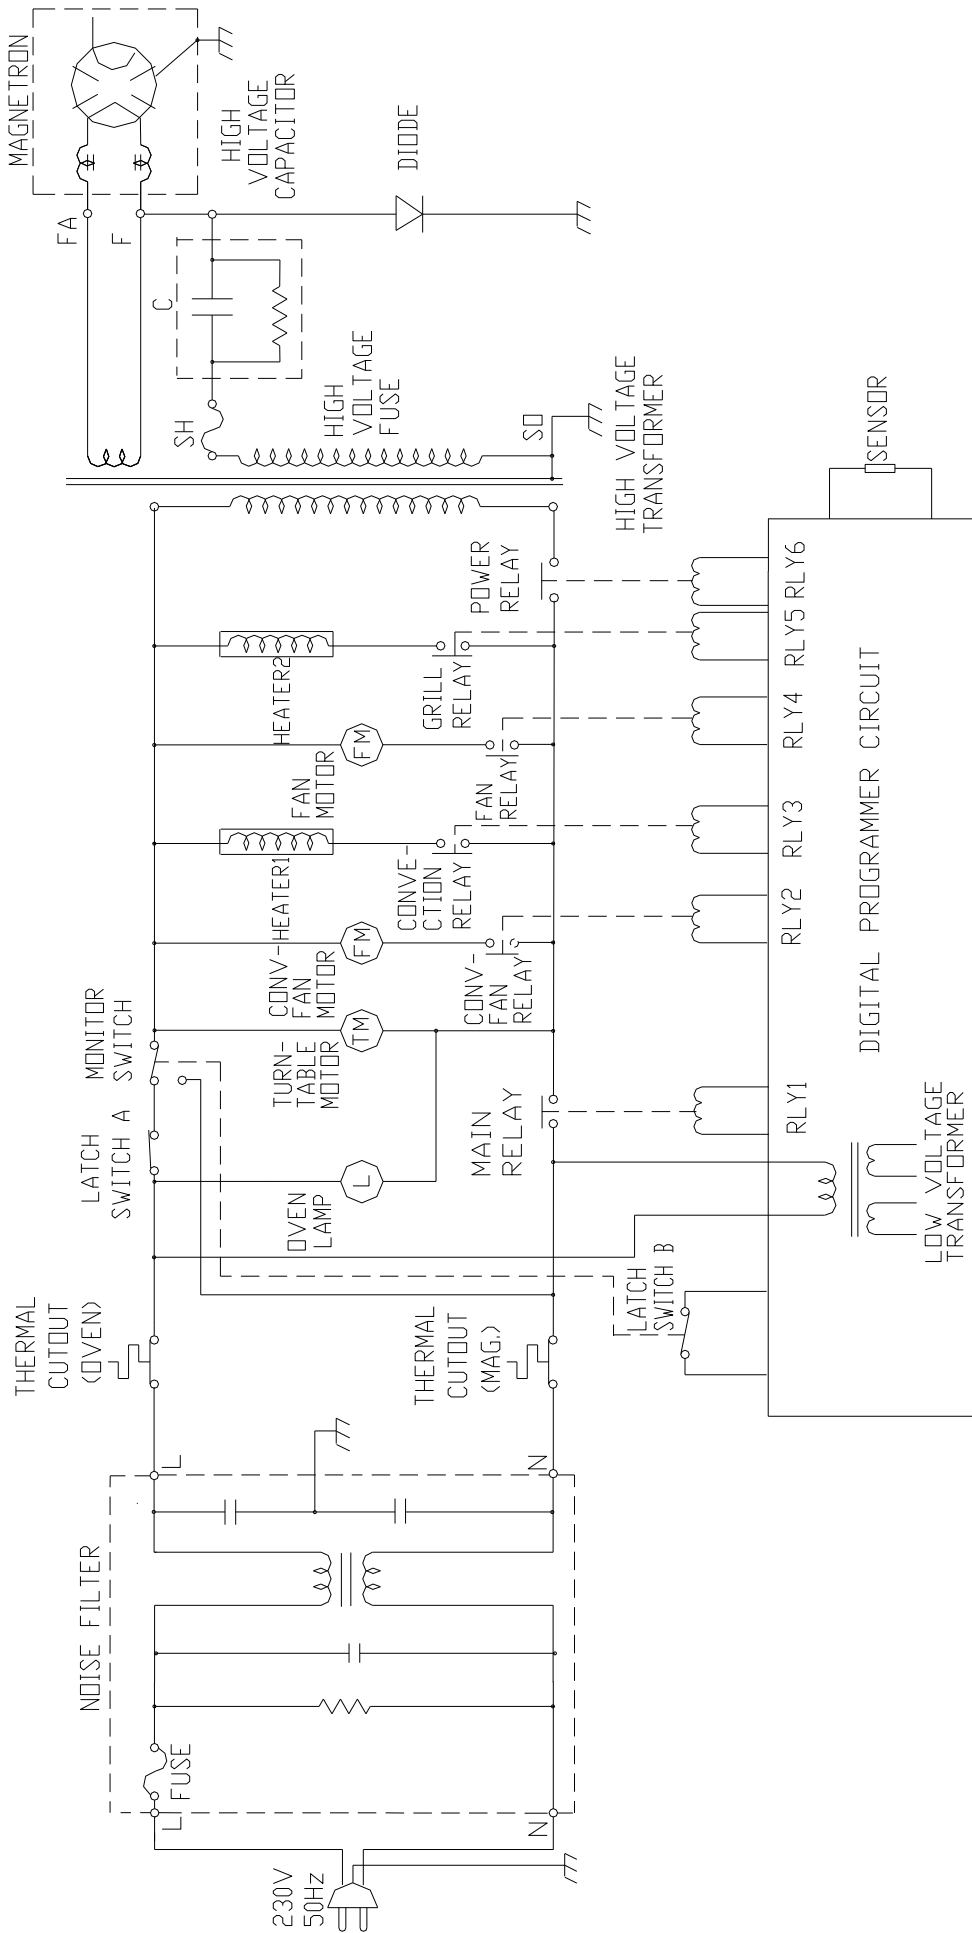 230V
50Hz
L
N
FUSE
NOISE FILTER
L
N
THERMAL
CUTOUT
(OVEN)
THERMAL
CUTOUT
(MAG.)
LATCH
SWITCH A
MONITOR
SWITCH
OVEN
LAMP
L
TURN-
TABLE
MOTOR
TM
CONV-
FAN
MOTOR
FM
HEATER1
FAN
MOTOR
FM
HEATER2
MAIN
RELAY
CONV-
FAN
RELAY
CONVE-
CTION
RELAY
FAN
RELAY
GRILL
RELAY
POWER
RELAY
LATCH
SWITCH B
LOW VOLTAGE
TRANSFORMER
RLY1
RLY2
RLY3
RLY4
RLY5
RLY6
DIGITAL PROGRAMMER CIRCUIT
SENSOR
HIGH VOLTAGE
TRANSFORMER
SH
SO
HIGH
VOLTAGE
FUSE
C
HIGH
VOLTAGE
CAPACITOR
DIODE
FA
F
MAGNETRON